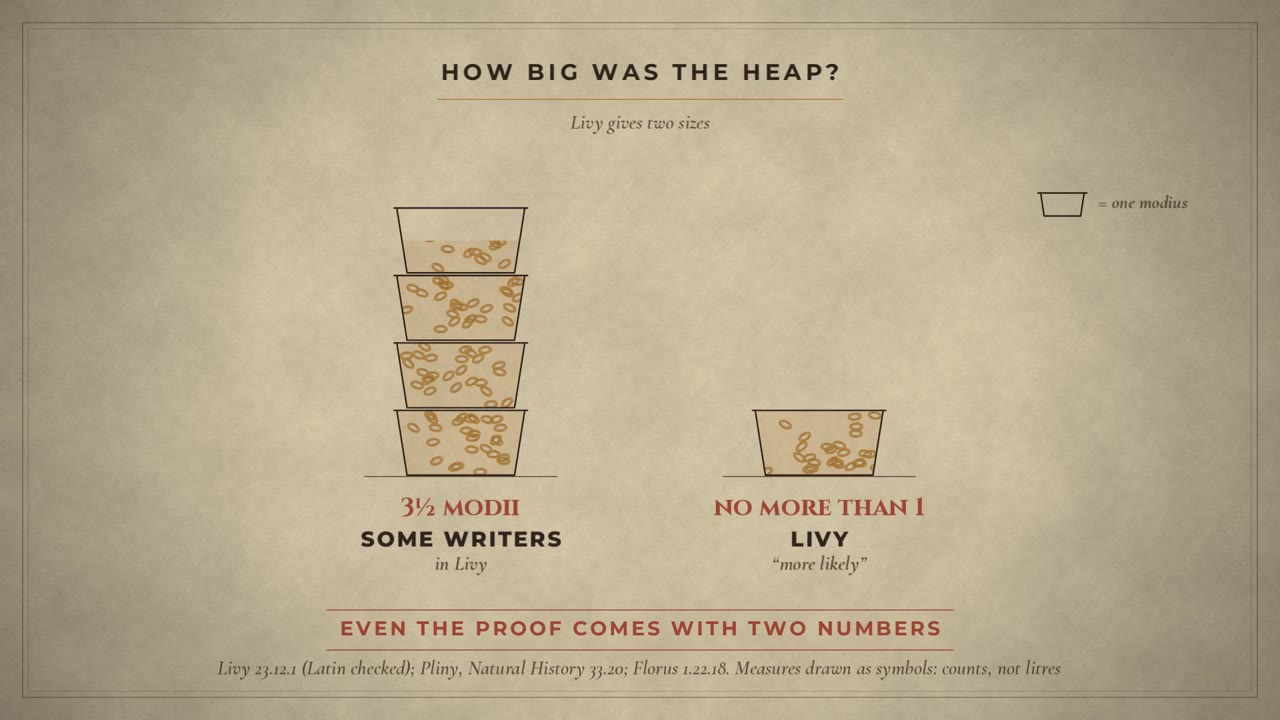 HOW BIG WAS THE HEAP?
Livy gives two sizes
= one modius
3½ MODII
SOME WRITERS
in Livy
NO MORE THAN 1
LIVY
“more likely”
EVEN THE PROOF COMES WITH TWO NUMBERS
Livy 23.12.1 (Latin checked); Pliny, Natural History 33.20; Florus 1.22.18. Measures drawn as symbols: counts, not litres